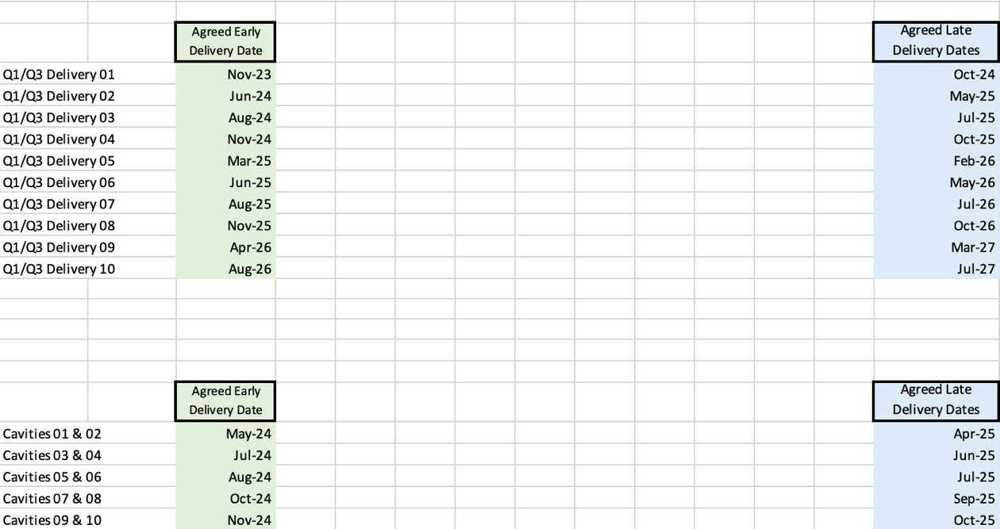 Agreed Early Agreed Late
Delivery Date Delivery Dates
Q1/Q3 Delivery 01 Nov-23 Oct-24
Q1/Q3 Delivery 02 Jun-24 May-25
Q1/Q3 Delivery 03 Aug-24 Jul-25
Q1/Q3 Delivery 04 Nov-24 Oct-25
Q1/Q3 Delivery 05 Mar-25 Feb-26
Q1/Q3 Delivery 06 Jun-25 May-26
Q1/Q3 Delivery 07 Aug-25 Jul-26
Q1/Q3 Delivery 08 Nov-25 Oct-26
Q1/Q3 Delivery 09 Apr-26 Mar-27
Q1/Q3 Delivery 10 Aug-26 Jul-27
Agreed Early Agreed Late
Delivery Date Delivery Dates
Cavities 01 & 02 May-24 Apr-25
Cavities 03 & 04 Jul-24 Jun-25
Cavities 05 & 06 Aug-24 Jul-25
Cavities 07 & 08 Oct-24 Sep-25
Cavities 09 & 10 Nov-24 Oct-25